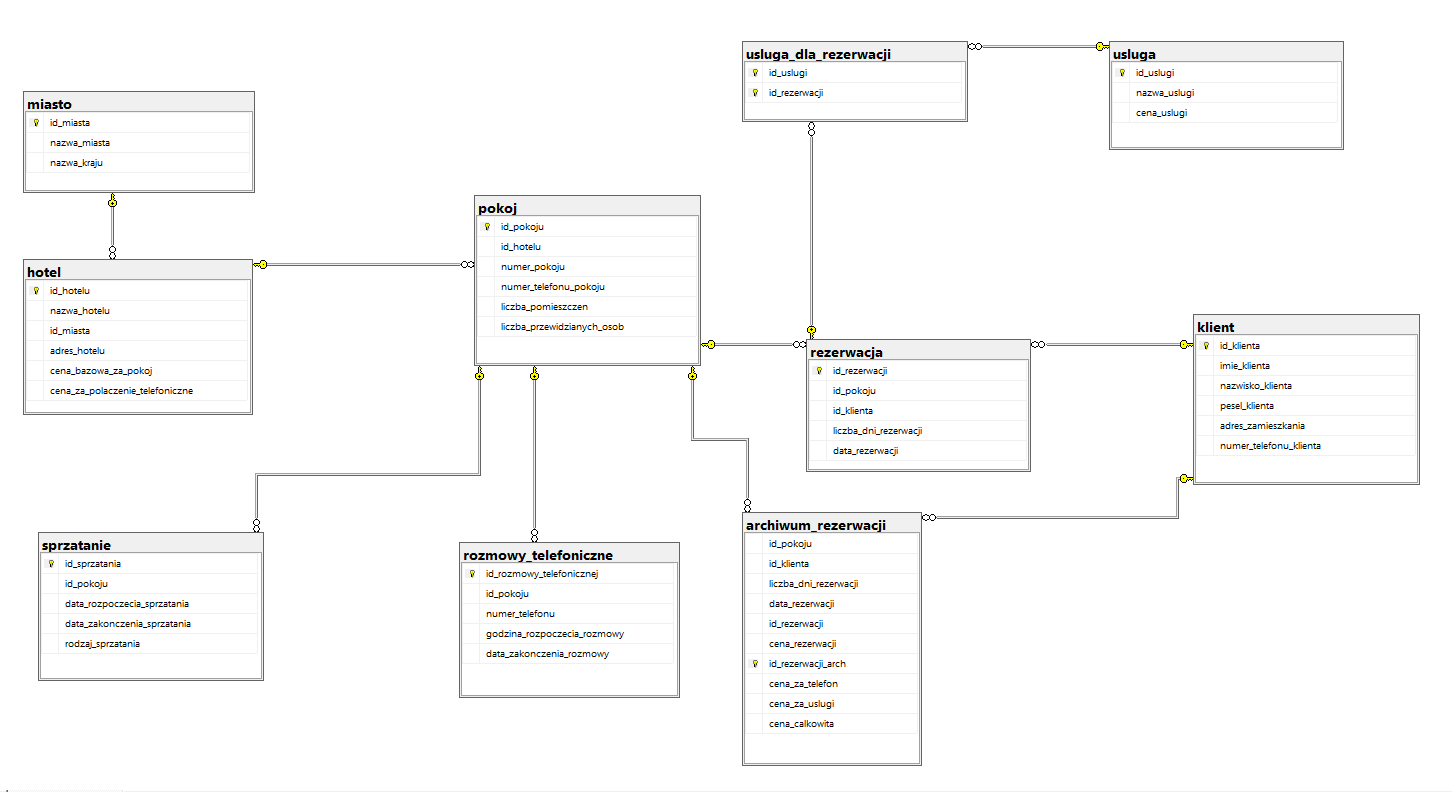 usluga_dla_rezerwacji
id_uslugi
id_rezerwacji
usluga
id_uslugi
nazwa_uslugi
cena_uslugi
miasto
id_miasta
nazwa_miasta
nazwa_kraju
pokoj
id_pokoju
id_hotelu
numer_pokoju
numer_telefonu_pokoju
liczba_pomieszczen
liczba_przewidzianych_osob
hotel
id_hotelu
nazwa_hotelu
id_miasta
adres_hotelu
cena_bazowa_za_pokoj
cena_za_polaczenie_telefoniczne
rezerwacja
id_rezerwacji
id_pokoju
id_klienta
liczba_dni_rezerwacji
data_rezerwacji
klient
id_klienta
imie_klienta
nazwisko_klienta
pesel_klienta
adres_zamieszkania
numer_telefonu_klienta
sprzatanie
id_sprzatania
id_pokoju
data_rozpoczecia_sprzatania
data_zakonczenia_sprzatania
rodzaj_sprzatania
rozmowy_telefoniczne
id_rozmowy_telefonicznej
id_pokoju
numer_telefonu
godzina_rozpoczecia_rozmowy
data_zakonczenia_rozmowy
archiwum_rezerwacji
id_pokoju
id_klienta
liczba_dni_rezerwacji
data_rezerwacji
id_rezerwacji
cena_rezerwacji
id_rezerwacji_arch
cena_za_telefon
cena_za_uslugi
cena_calkowita